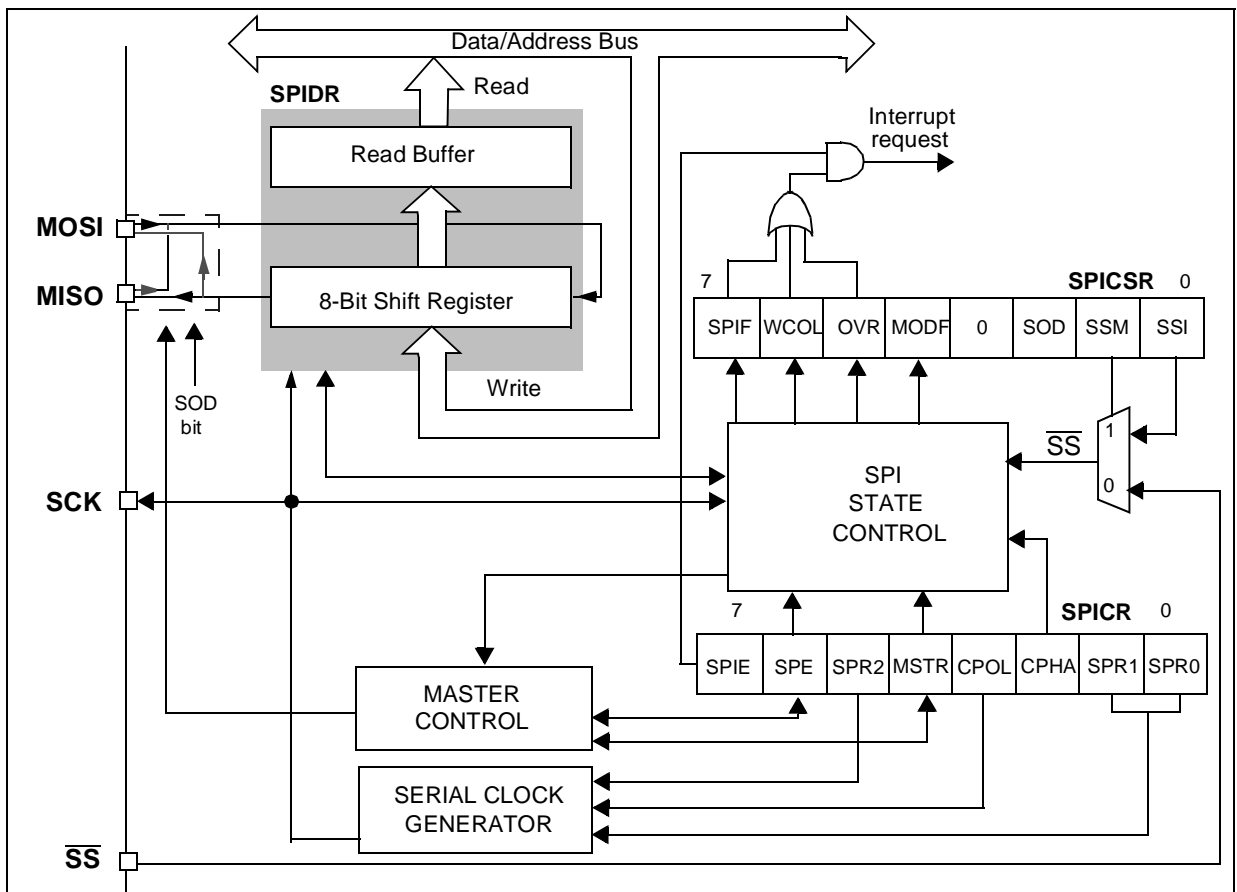 Data/Address Bus
Read
SPIDR
Read Buffer
Interrupt
request
MOSI
MISO
8-Bit Shift Register
7
SPICSR 0
SPIF WCOL OVR MODF 0 SOD SSM SSI
Write
SOD
bit
1
SS
0
SCK
SPI
STATE
CONTROL
7
SPICR 0
SPIE SPE SPR2 MSTR CPOL CPHA SPR1 SPR0
MASTER
CONTROL
SERIAL CLOCK
GENERATOR
SS